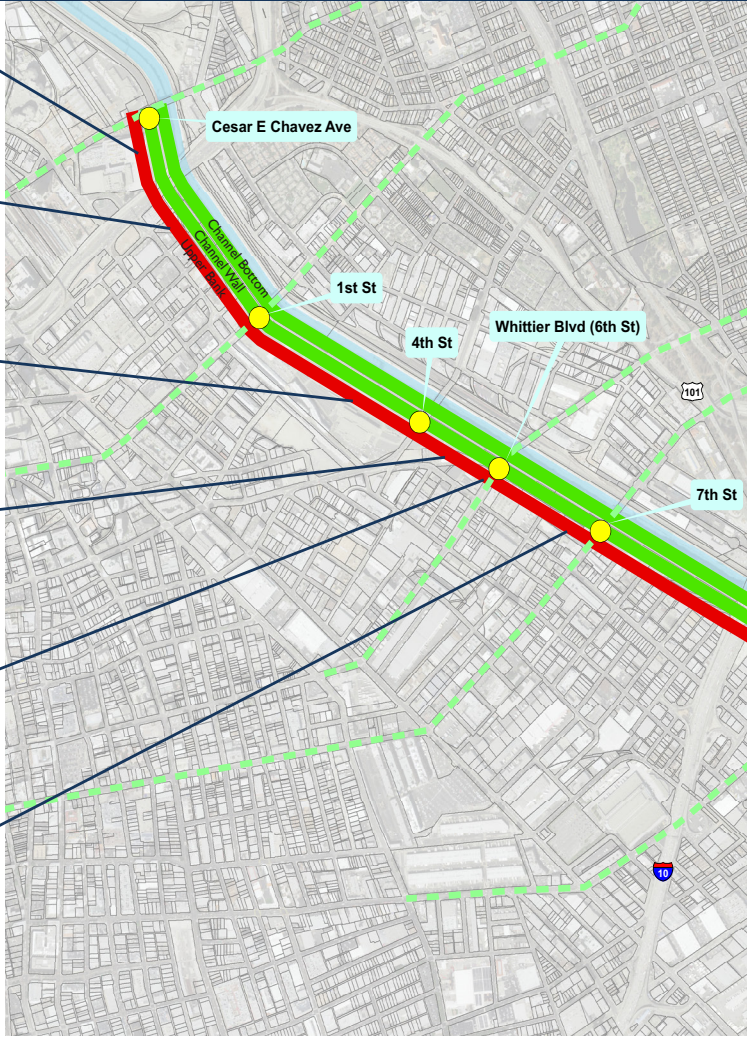 Cesar E Chavez Ave
Channel Bottom
Channel Wall
Upper Bank
1st St
Whittier Blvd (6th St)
4th St
101
7th St
10